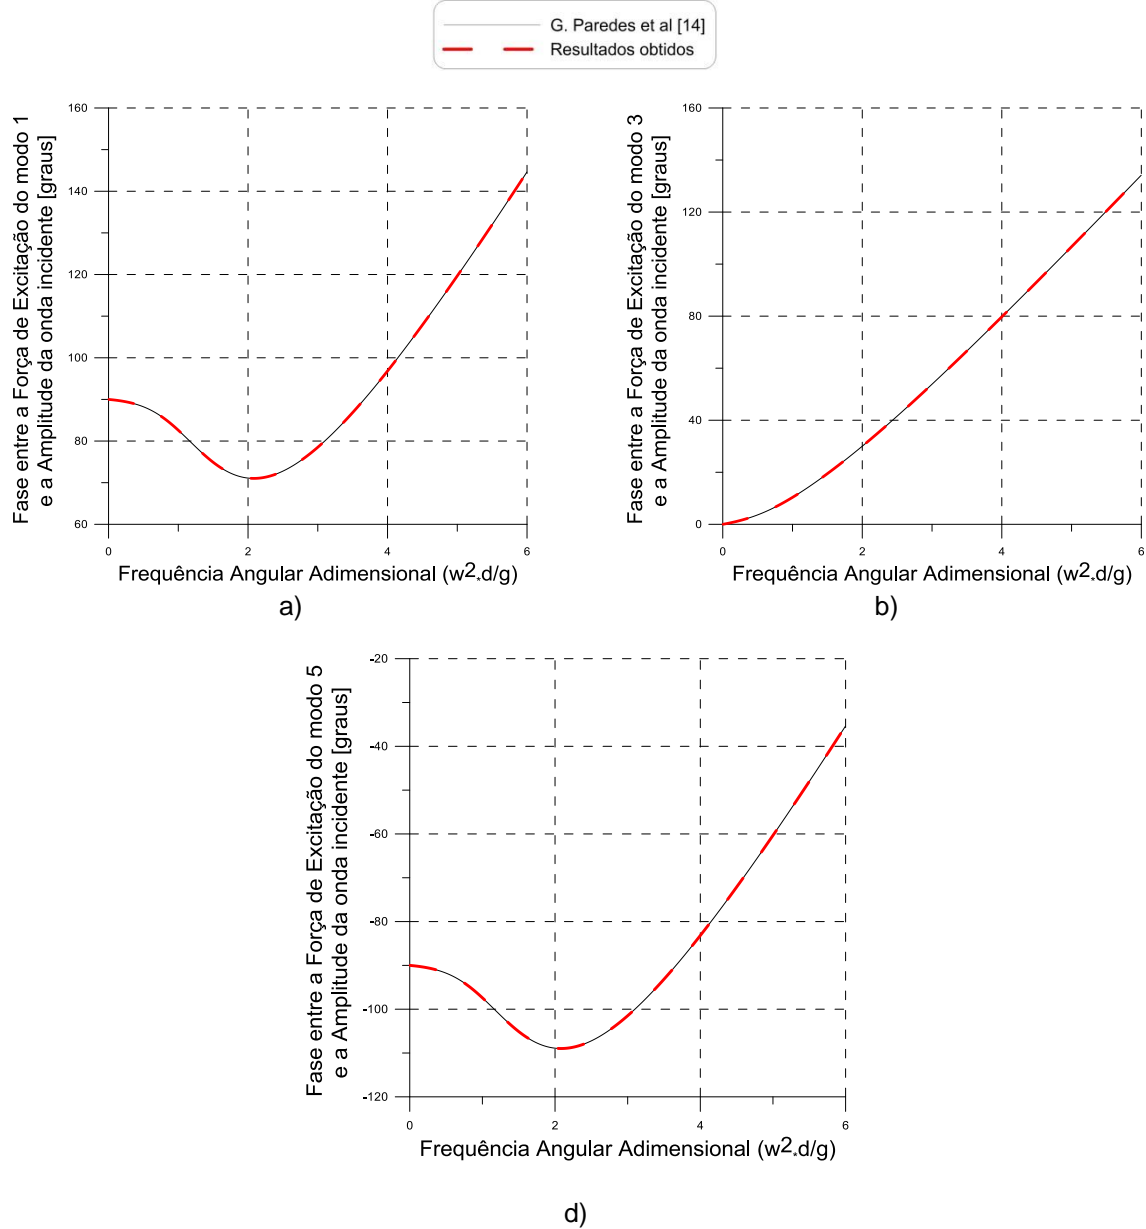 G. Paredes et al [14]
Resultados obtidos
Fase entre a Força de Excitação do modo 1
e a Amplitude da onda incidente [graus]
160
140
120
100
80
60
0
2
4
6
Frequência Angular Adimensional (w2*d/g)
a)
Fase entre a Força de Excitação do modo 3
e a Amplitude da onda incidente [graus]
160
120
80
40
0
0
2
4
6
Frequência Angular Adimensional (w2*d/g)
b)
Fase entre a Força de Excitação do modo 5
e a Amplitude da onda incidente [graus]
-20
-40
-60
-80
-100
-120
0
2
4
6
Frequência Angular Adimensional (w2*d/g)
d)